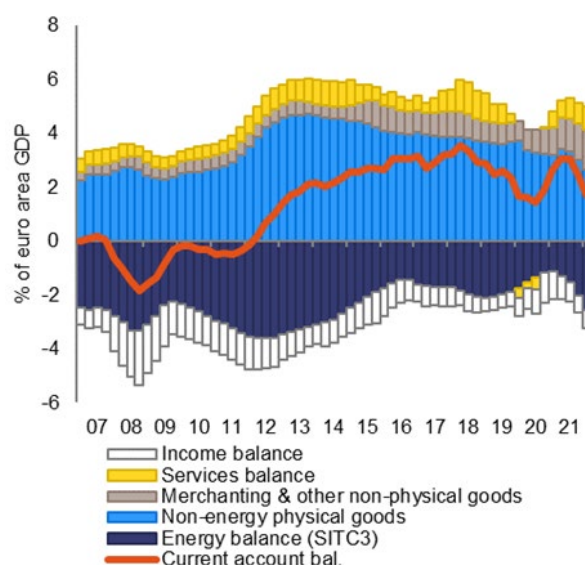 % of euro area GDP
8
6
4
2
0
-2
-4
-6
07 08 09 10 11 12 13 14 15 16 17 18 19 20 21
Income balance
Services balance
Merchanting & other non-physical goods
Non-energy physical goods
Energy balance (SITC3)
Current account bal.